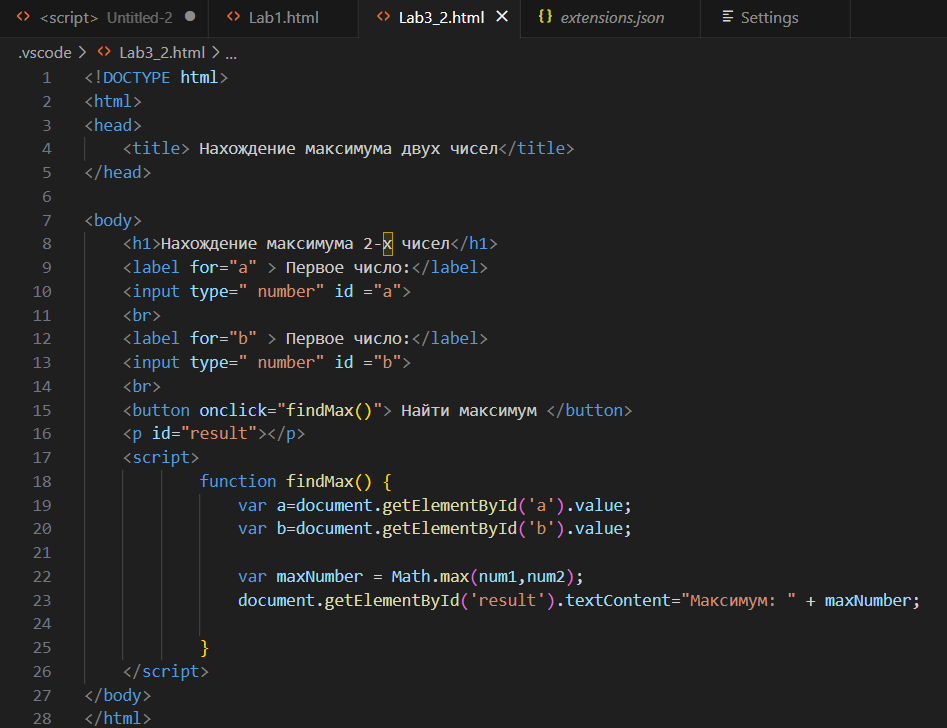 <script> Untitled-2 Lab1.html Lab3_2.html extensions.json Settings
.vscode > Lab3_2.html > ...
1 <!DOCTYPE html>
2 <html>
3 <head>
4 <title> Нахождение максимума двух чисел</title>
5 </head>
6
7 <body>
8 <h1>Нахождение максимума 2-х чисел</h1>
9 <label for="a" > Первое число:</label>
10 <input type=" number" id ="a">
11 <br>
12 <label for="b" > Первое число:</label>
13 <input type=" number" id ="b">
14 <br>
15 <button onclick="findMax()"> Найти максимум </button>
16 <p id="result"></p>
17 <script>
18 function findMax() {
19 var a=document.getElementById('a').value;
20 var b=document.getElementById('b').value;
21
22 var maxNumber = Math.max(num1,num2);
23 document.getElementById('result').textContent="Максимум: " + maxNumber;
24
25 }
26 </script>
27 </body>
28 </html>